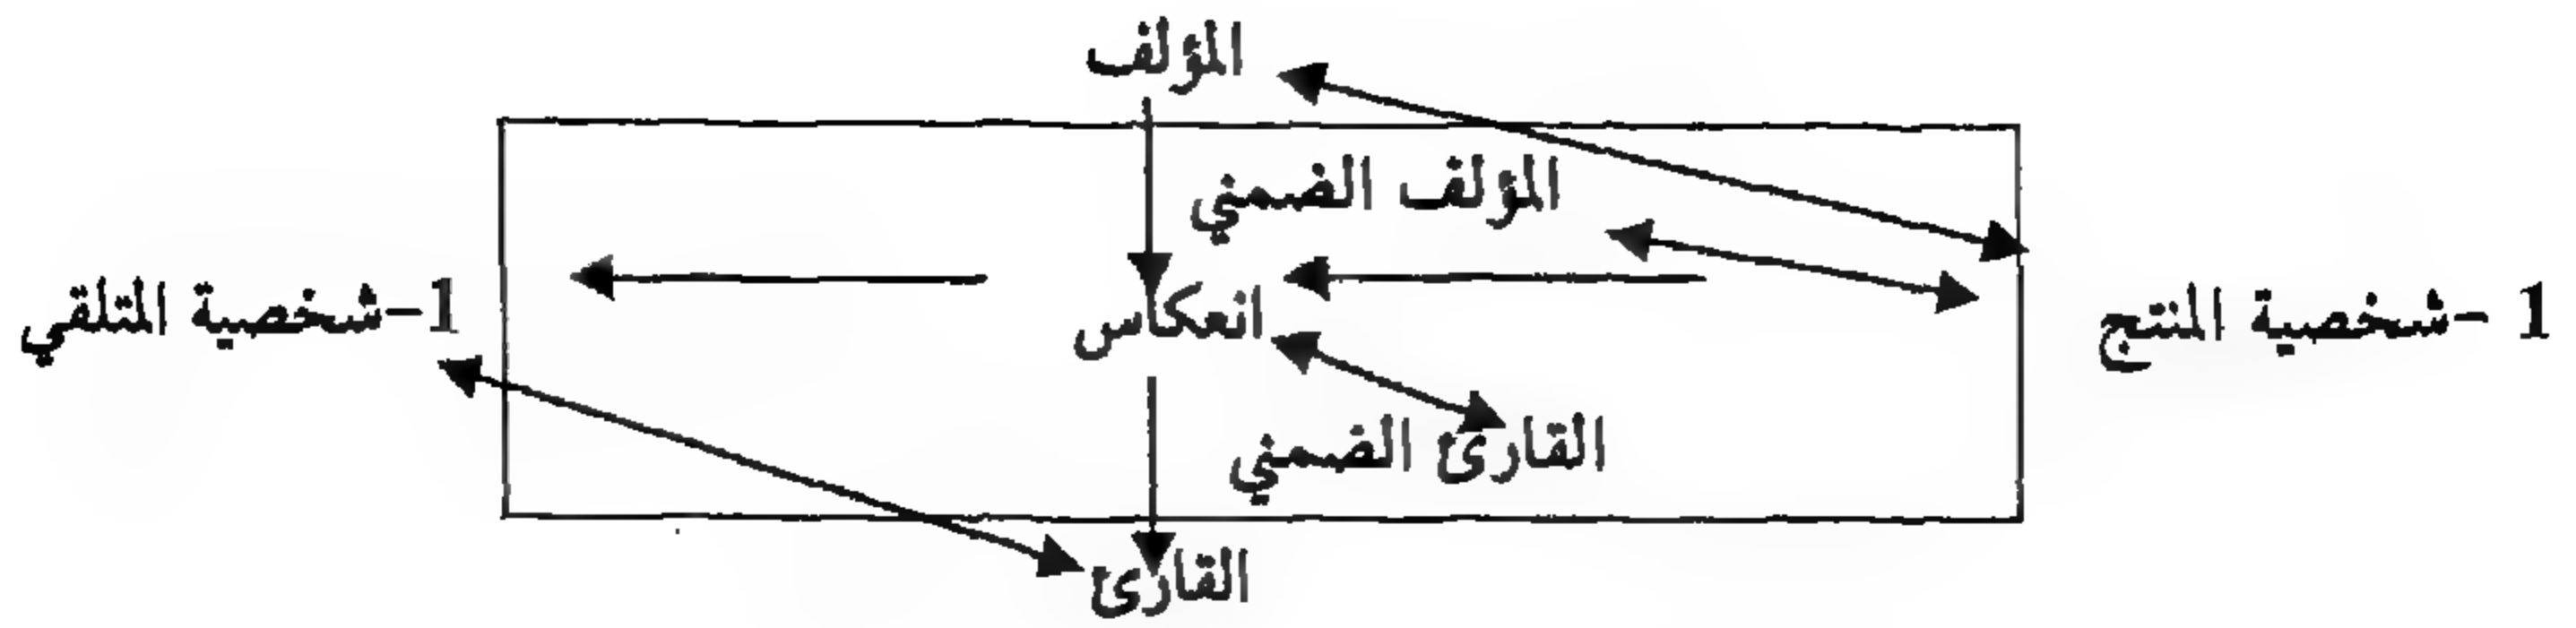 المؤلف
المؤلف الضمني
1 -شخصية المنتج
انعكاس
1-شخصية المتلقي
القارئ الضمني
القارئ